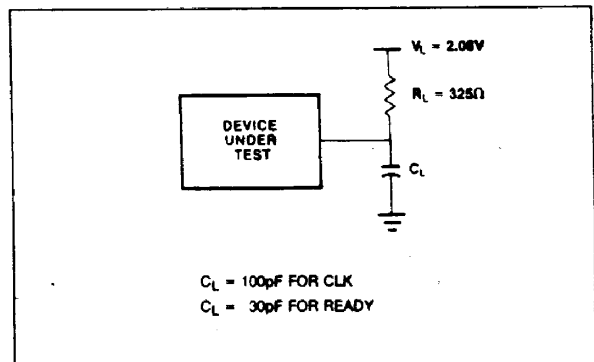 V_L = 2.08V
R_L = 325Ω
DEVICE
UNDER
TEST
C_L
C_L = 100pF FOR CLK
C_L = 30pF FOR READY